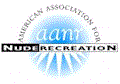 AMERICAN ASSOCIATION FOR
aanr
NUDE RECREATION